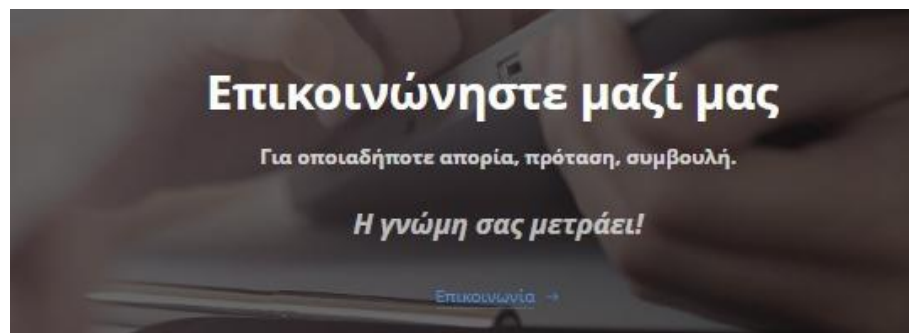 Επικοινώνηστε μαζί μας
Για οποιαδήποτε απορία, πρόταση, συμβουλή.
Η γνώμη σας μετράει!
Επικοινωνία →